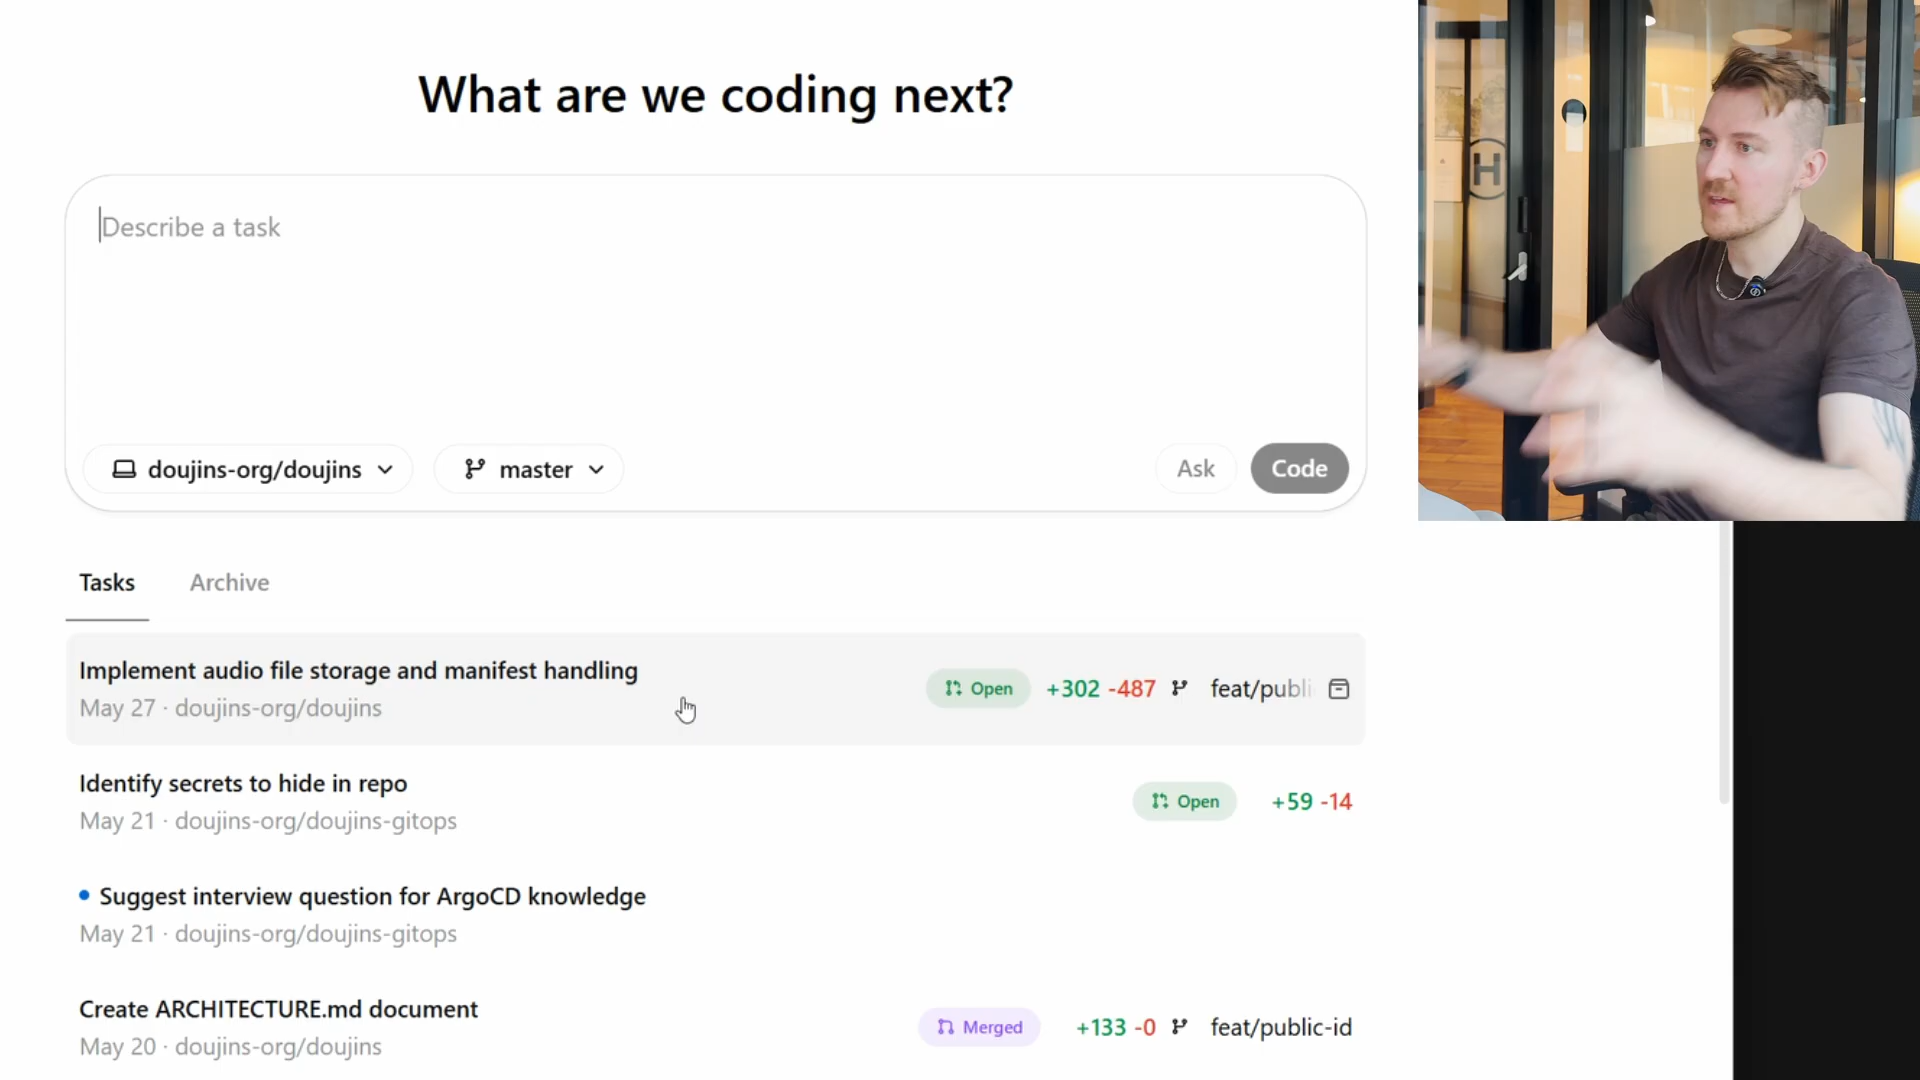 What are we coding next?
Describe a task
doujins-org/doujins
master
Ask
Code
Tasks
Archive
Implement audio file storage and manifest handling
May 27 · doujins-org/doujins
Open
+302 -487
feat/publi
Identify secrets to hide in repo
May 21 · doujins-org/doujins-gitops
Open
+59 -14
Suggest interview question for ArgoCD knowledge
May 21 · doujins-org/doujins-gitops
Create ARCHITECTURE.md document
May 20 · doujins-org/doujins
Merged
+133 -0
feat/public-id
H